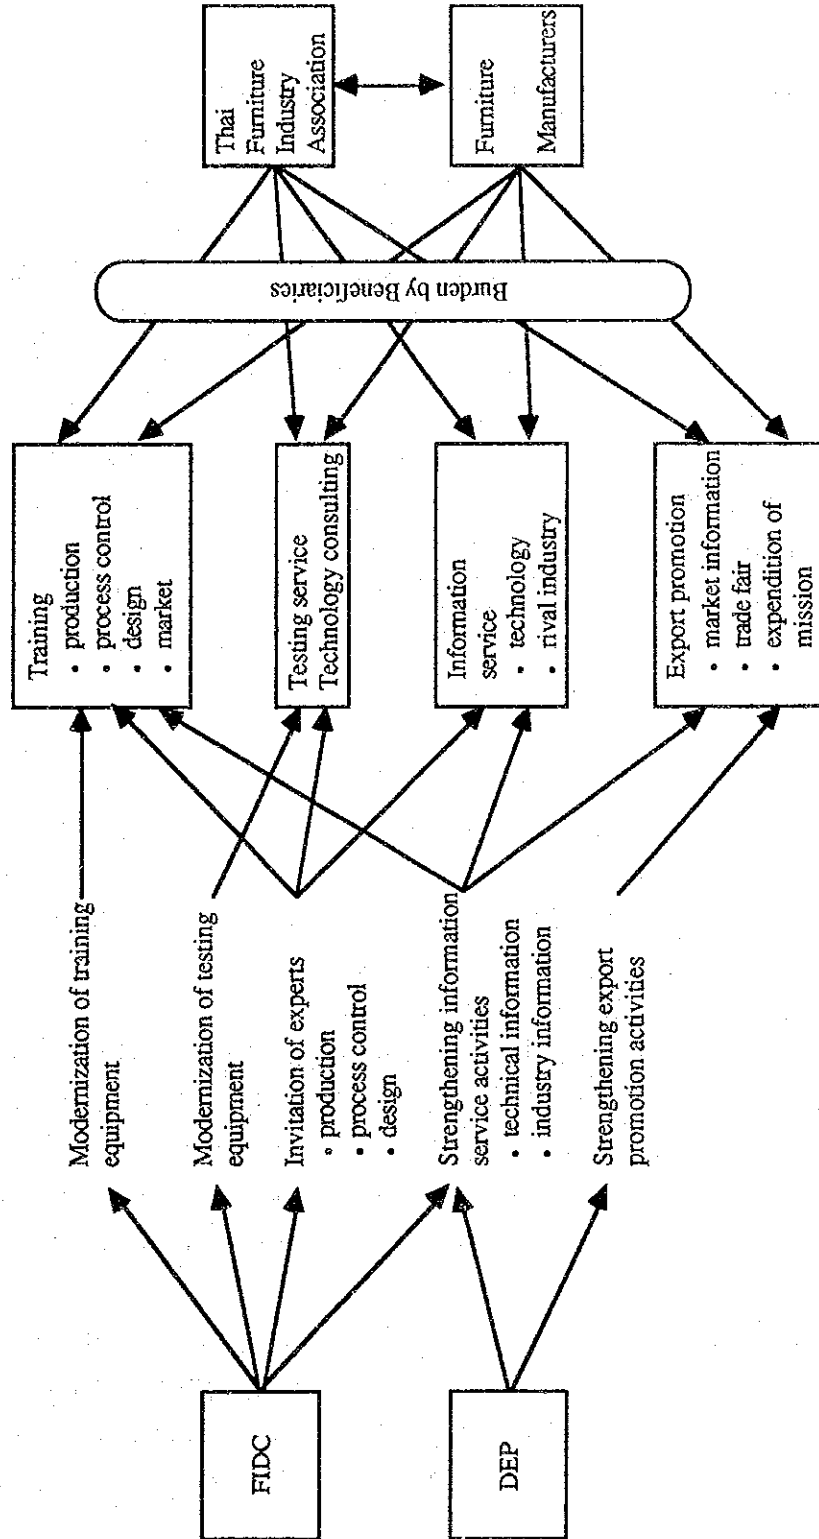 FIDC
DEP
Modernization of training
equipment
Modernization of testing
equipment
Invitation of experts
• production
• process control
• design
Strengthening information
service activities
• technical information
• industry information
Strengthening export
promotion activities
Training
• production
• process control
• design
• market
Testing service
Technology consulting
Information
service
• technology
• rival industry
Export promotion
• market information
• trade fair
• expendition of
mission
Burden by Beneficiaries
Thai
Furniture
Industry
Association
Furniture
Manufacturers